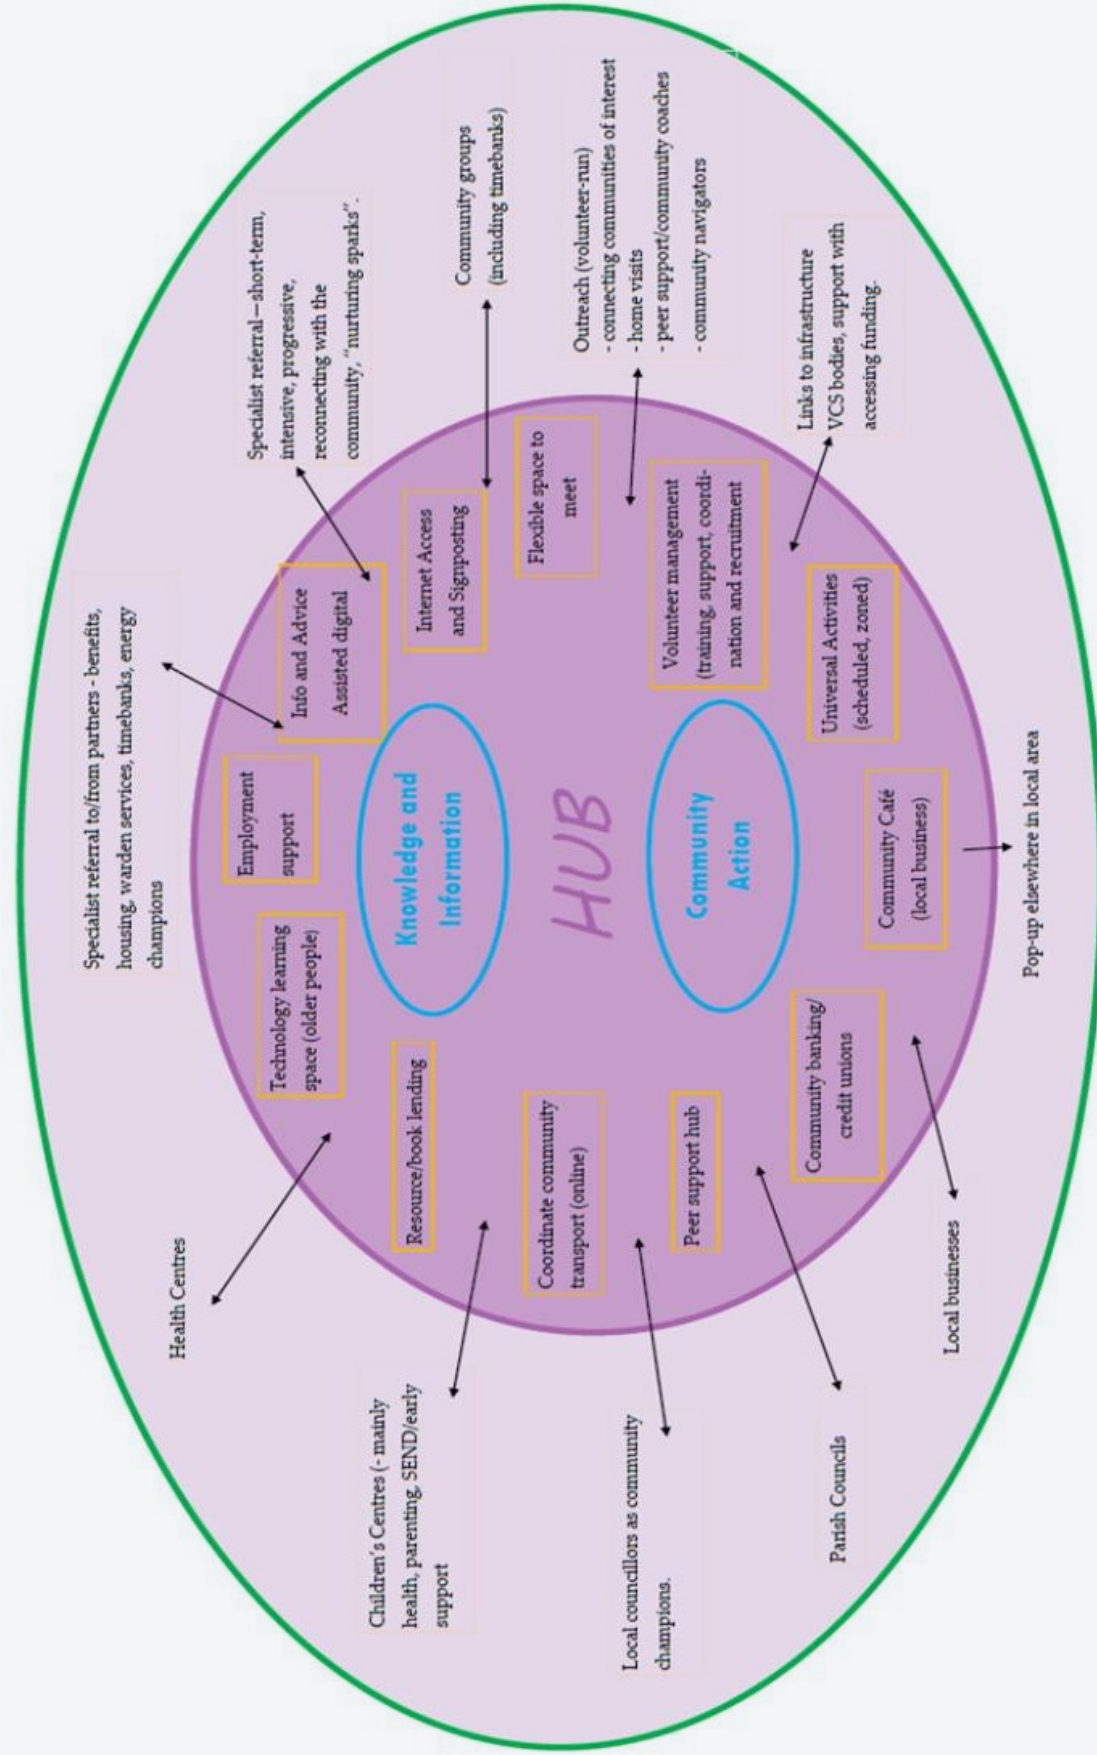 Specialist referral to/from partners - benefits,
housing, warden services, timebanks, energy
champions
Health Centres
Specialist referral – short-term,
intensive, progressive,
reconnecting with the
community, "nurturing sparks".
Children's Centres (- mainly
health, parenting, SEND/early
support
Community groups
(including timebanks)
Local councillors as community
champions.
Outreach (volunteer-run)
- connecting communities of interest
- home visits
- peer support/community coaches
- community navigators
Parish Councils
Links to infrastructure
VCS bodies, support with
accessing funding.
Local businesses
Pop-up elsewhere in local area
Employment
support
Technology learning
space (older people)
Info and Advice
Assisted digital
Resource/book lending
Knowledge and
Information
Internet Access
and Signposting
Coordinate community
transport (online)
HUB
Flexible space to
meet
Peer support hub
Community
Action
Volunteer management
(training, support, coordi-
nation and recruitment
Community banking/
credit unions
Universal Activities
(scheduled, zoned)
Community Café
(local business)